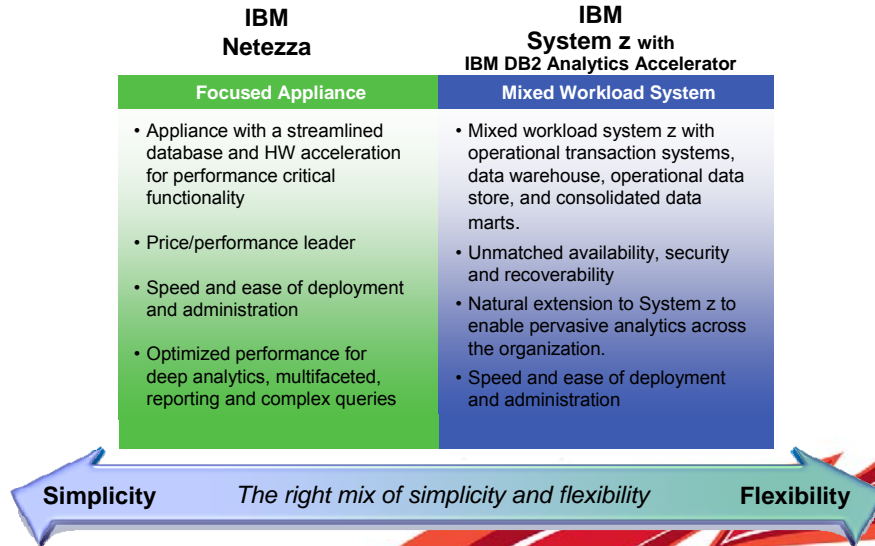 IBM
Netezza
IBM
System z with
IBM DB2 Analytics Accelerator
Focused Appliance
• Appliance with a streamlined
database and HW acceleration
for performance critical
functionality
• Price/performance leader
• Speed and ease of deployment
and administration
• Optimized performance for
deep analytics, multifaceted,
reporting and complex queries
Mixed Workload System
• Mixed workload system z with
operational transaction systems,
data warehouse, operational data
store, and consolidated data
marts.
• Unmatched availability, security
and recoverability
• Natural extension to System z to
enable pervasive analytics across
the organization.
• Speed and ease of deployment
and administration
Simplicity
The right mix of simplicity and flexibility
Flexibility